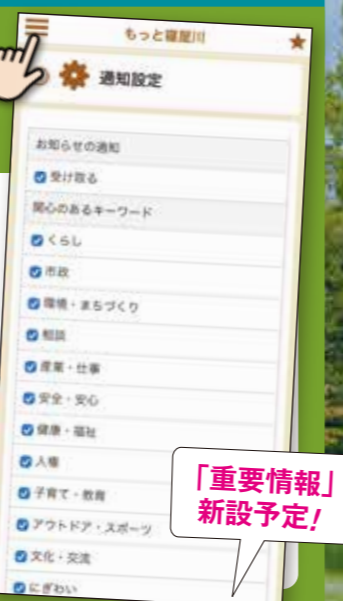 もっと寝屋川
通知設定
お知らせの通知
受け取る
関心のあるキーワード
くらし
市政
環境・まちづくり
相談
産業・仕事
安全・安心
健康・福祉
人権
子育て・教育
アウトドア・スポーツ
文化・交流
にぎわい
「重要情報」
新設予定!